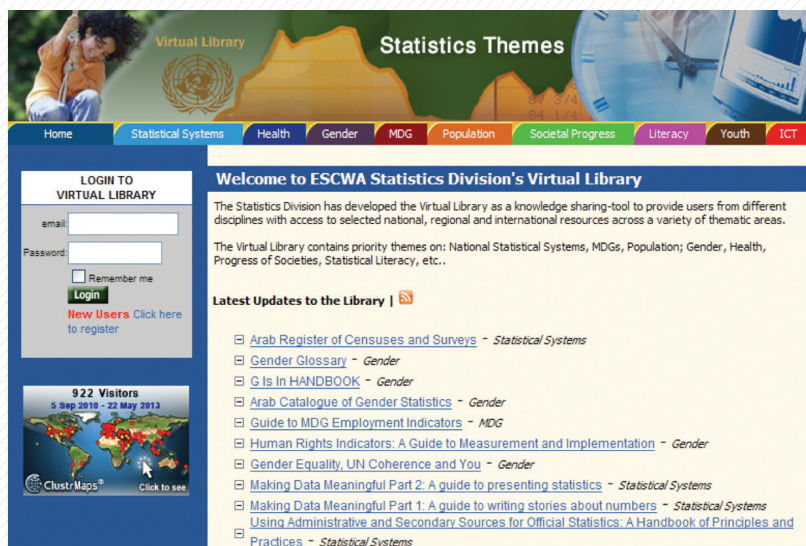 Virtual Library
Statistics Themes
87 3/4
84 1/4
Home Statistical Systems Health Gender MDG Population Societal Progress Literacy Youth ICT
LOGIN TO
VIRTUAL LIBRARY
email:
Password:
Remember me
Login
New Users Click here
to register
922 Visitors
5 Sep 2010 - 22 May 2013
ClustrMaps® Click to see
Welcome to ESCWA Statistics Division's Virtual Library
The Statistics Division has developed the Virtual Library as a knowledge sharing-tool to provide users from different
disciplines with access to selected national, regional and international resources across a variety of thematic areas.
The Virtual Library contains priority themes on: National Statistical Systems, MDGs, Population; Gender, Health,
Progress of Societies, Statistical Literacy, etc..
Latest Updates to the Library |
Arab Register of Censuses and Surveys - Statistical Systems
Gender Glossary - Gender
G Is In HANDBOOK - Gender
Arab Catalogue of Gender Statistics - Gender
Guide to MDG Employment Indicators - MDG
Human Rights Indicators: A Guide to Measurement and Implementation - Gender
Gender Equality, UN Coherence and You - Gender
Making Data Meaningful Part 2: A guide to presenting statistics - Statistical Systems
Making Data Meaningful Part 1: A guide to writing stories about numbers - Statistical Systems
Using Administrative and Secondary Sources for Official Statistics: A Handbook of Principles and
Practices - Statistical Systems